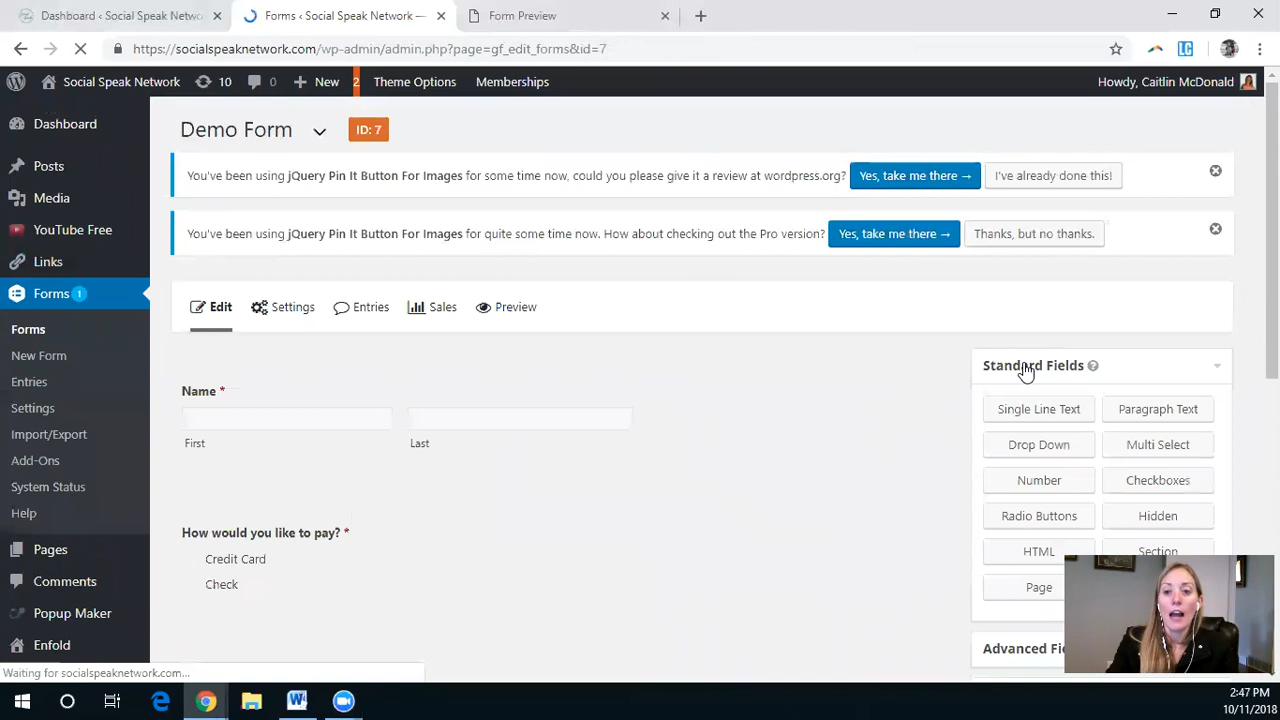 Dashboard ‹ Social Speak Netwo
Forms ‹ Social Speak Network —
Form Preview
https://socialspeaknetwork.com/wp-admin/admin.php?page=gf_edit_forms&id=7
LC
Social Speak Network
10
0
New
2
Theme Options
Memberships
Howdy, Caitlin McDonald
Dashboard
Posts
Media
YouTube Free
Links
Forms 1
Forms
New Form
Entries
Settings
Import/Export
Add-Ons
System Status
Help
Pages
Comments
Popup Maker
Enfold
Demo Form
ID: 7
You've been using jQuery Pin It Button For Images for some time now, could you please give it a review at wordpress.org?
Yes, take me there →
I've already done this!
You've been using jQuery Pin It Button For Images for quite some time now. How about checking out the Pro version?
Yes, take me there →
Thanks, but no thanks.
Edit
Settings
Entries
Sales
Preview
Name *
First
Last
How would you like to pay? *
Credit Card
Check
Standard Fields
Single Line Text
Paragraph Text
Drop Down
Multi Select
Number
Checkboxes
Radio Buttons
Hidden
HTML
Section
Page
Advanced Fie
Waiting for socialspeaknetwork.com...
2:47 PM
10/11/2018